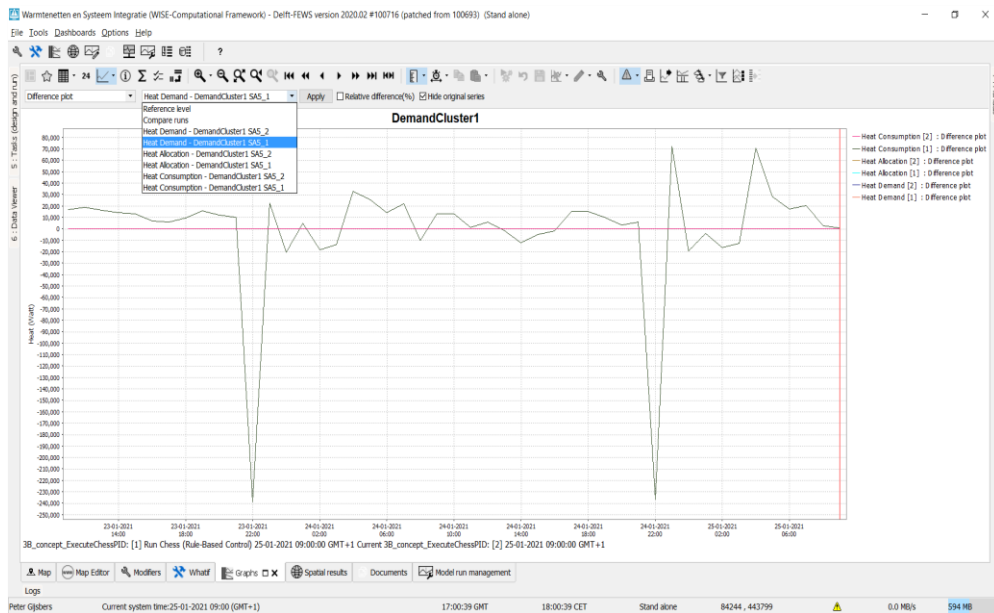 Warmtenetten en Systeem Integratie (WISE-Computational Framework) - Delft-FEWS version 2020.02 #100716 (patched from 100693) (Stand alone)
File Tools Dashboards Options Help
?
24
Difference plot Heat Demand - DemandCluster1 SA5_1 Apply Relative difference(%) Hide original series
Reference level
Compare runs
Heat Demand - DemandCluster1 SA5_2
Heat Demand - DemandCluster1 SA5_1
Heat Allocation - DemandCluster1 SA5_2
Heat Allocation - DemandCluster1 SA5_1
Heat Consumption - DemandCluster1 SA5_2
Heat Consumption - DemandCluster1 SA5_1
5 : Tasks (design and run)
6 : Data Viewer
DemandCluster1
Heat Consumption [2] : Difference plot
Heat Consumption [1] : Difference plot
Heat Allocation [2] : Difference plot
Heat Allocation [1] : Difference plot
Heat Demand [2] : Difference plot
Heat Demand [1] : Difference plot
Heat (Watt)
80,000
70,000
60,000
50,000
40,000
30,000
20,000
10,000
0
-10,000
-20,000
-30,000
-40,000
-50,000
-60,000
-70,000
-80,000
-90,000
-100,000
-110,000
-120,000
-130,000
-140,000
-150,000
-160,000
-170,000
-180,000
-190,000
-200,000
-210,000
-220,000
-230,000
-240,000
-250,000
23-01-2021 23-01-2021 23-01-2021 24-01-2021 24-01-2021 24-01-2021 24-01-2021 24-01-2021 24-01-2021 25-01-2021 25-01-2021
14:00 18:00 22:00 02:00 06:00 10:00 14:00 18:00 22:00 02:00 06:00
3B_concept_ExecuteChessPID: [1] Run Chess (Rule-Based Control) 25-01-2021 09:00:00 GMT+1 Current 3B_concept_ExecuteChessPID: [2] 25-01-2021 09:00:00 GMT+1
Map Map Editor Modifiers WhatIf Graphs Spatial results Documents Model run management
Logs
Peter Gijsbers Current system time:25-01-2021 09:00 (GMT+1) 17:00:39 GMT 18:00:39 CET Stand alone 84244 , 443799 0.0 MB/s 594 MB